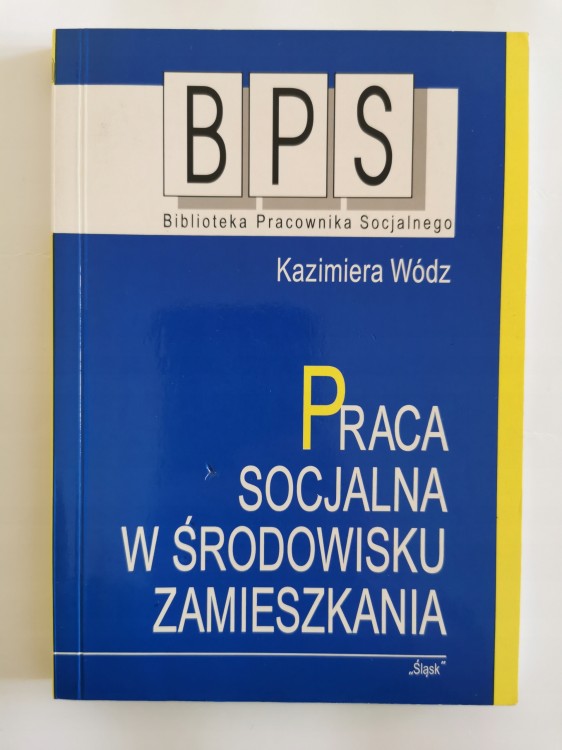 BPS
Biblioteka Pracownika Socjalnego
Kazimiera Wódz
PRACA
SOCJALNA
W ŚRODOWISKU
ZAMIESZKANIA
„Śląsk”